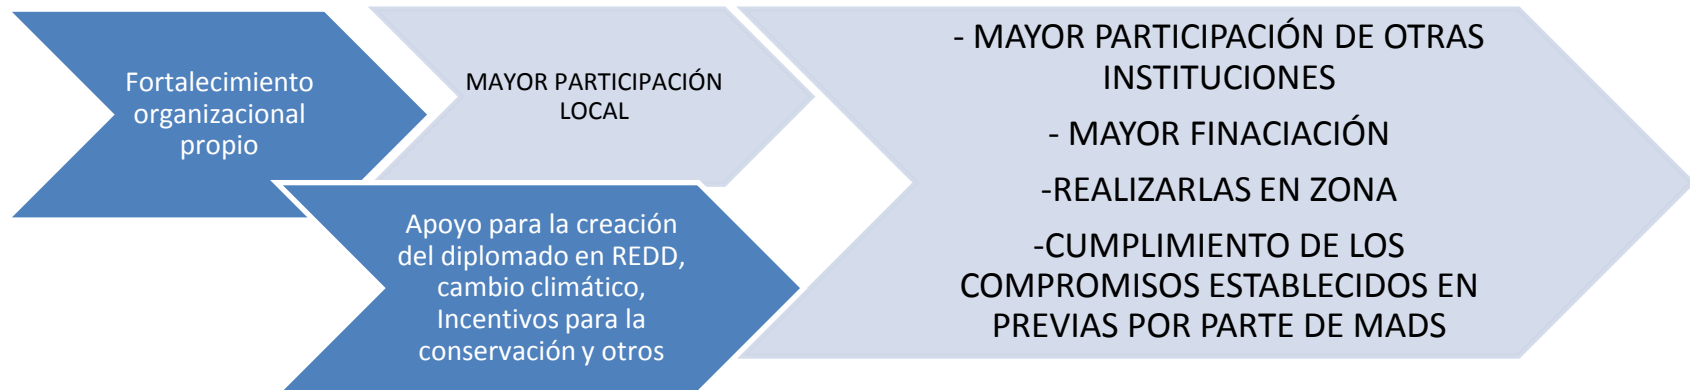 Fortalecimiento
organizacional
propio
MAYOR PARTICIPACIÓN
LOCAL
Apoyo para la creación
del diplomado en REDD,
cambio climático,
Incentivos para la
conservación y otros
- MAYOR PARTICIPACIÓN DE OTRAS
INSTITUCIONES
- MAYOR FINACIACIÓN
-REALIZARLAS EN ZONA
-CUMPLIMIENTO DE LOS
COMPROMISOS ESTABLECIDOS EN
PREVIAS POR PARTE DE MADS